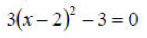 3(x − 2)² − 3 = 0